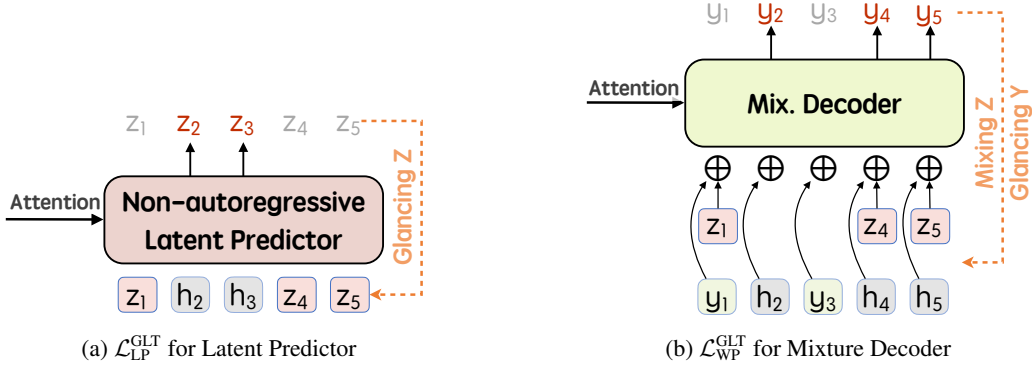 z1 z2 z3 z4 z5
Attention
Non-autoregressive
Latent Predictor
Glancing Z
z1 h2 h3 z4 z5
(a) ℒ_LP^GLT for Latent Predictor
y1 y2 y3 y4 y5
Attention
Mix. Decoder
Mixing Z
Glancing Y
z1 z4 z5
y1 h2 y3 h4 h5
(b) ℒ_WP^GLT for Mixture Decoder